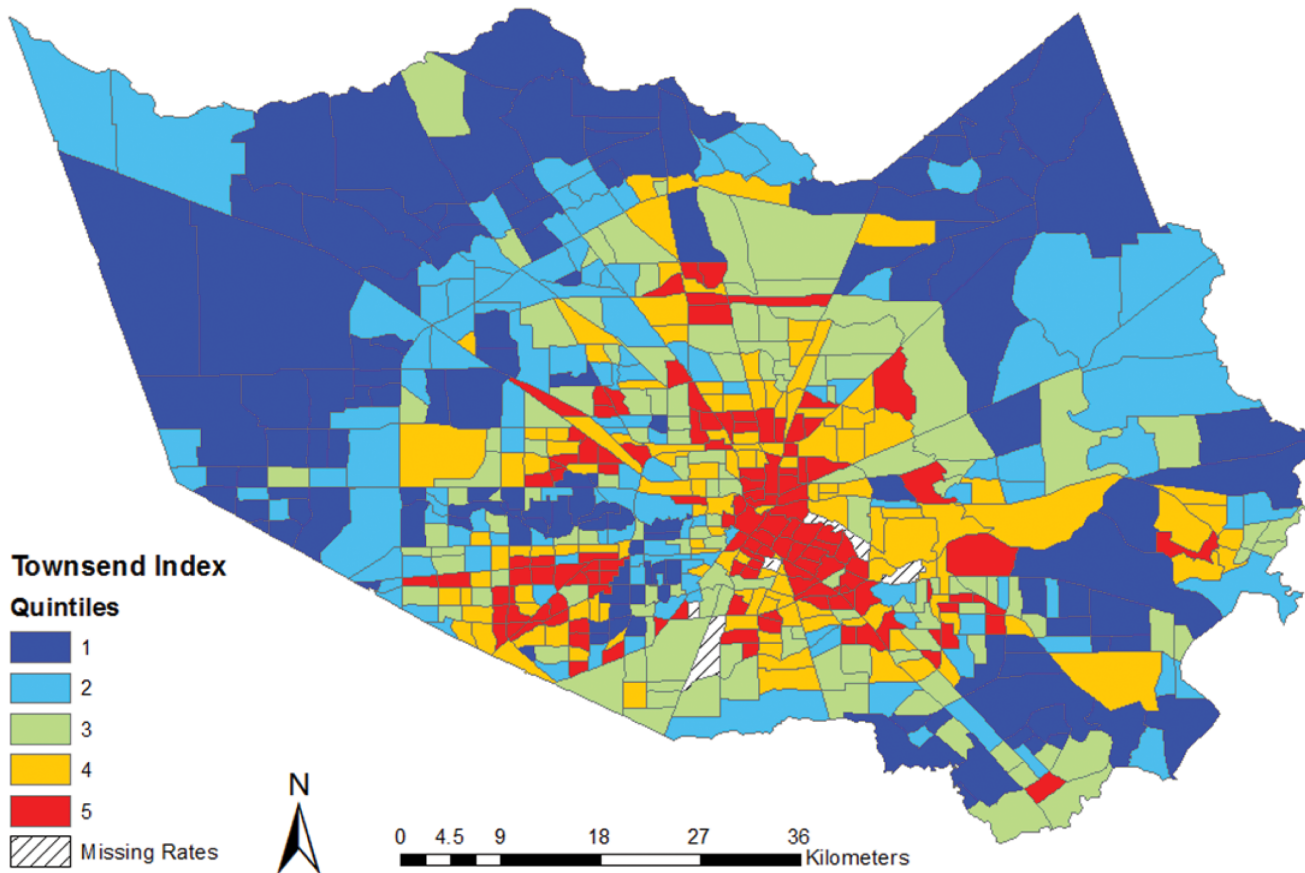 Townsend Index
Quintiles
1
2
3
4
5
Missing Rates
N
0 4.5 9 18 27 36
Kilometers